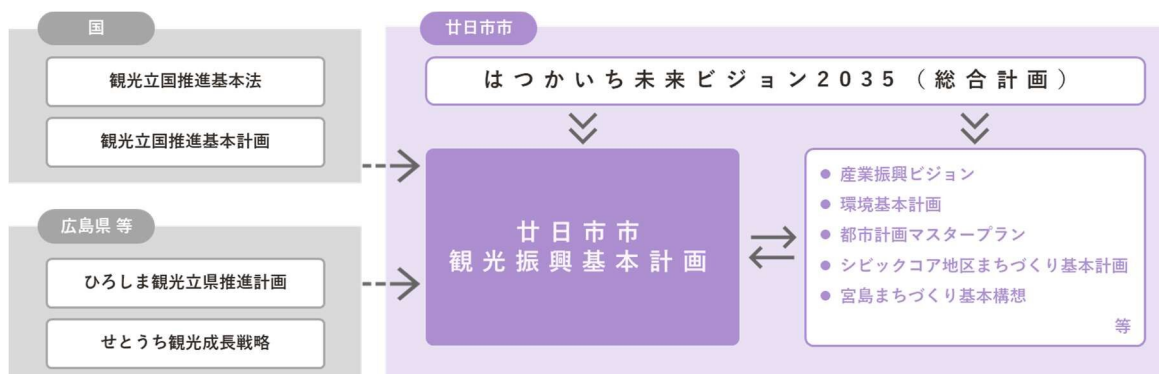 国
観光立国推進基本法
観光立国推進基本計画
広島県 等
ひろしま観光立県推進計画
せとうち観光成長戦略
廿日市市
はつかいち未来ビジョン2035（総合計画）
廿日市市
観光振興基本計画
● 産業振興ビジョン
● 環境基本計画
● 都市計画マスタープラン
● シビックコア地区まちづくり基本計画
● 宮島まちづくり基本構想
等